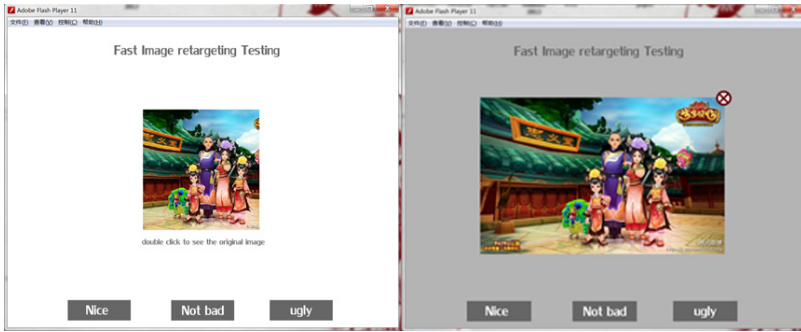 Adobe Flash Player 11
文件(F) 查看(V) 控制(C) 帮助(H)
Fast Image retargeting Testing
double click to see the original image
Nice
Not bad
ugly
Adobe Flash Player 11
文件(F) 查看(V) 控制(C) 帮助(H)
Fast Image retargeting Testing
Nice
Not bad
ugly